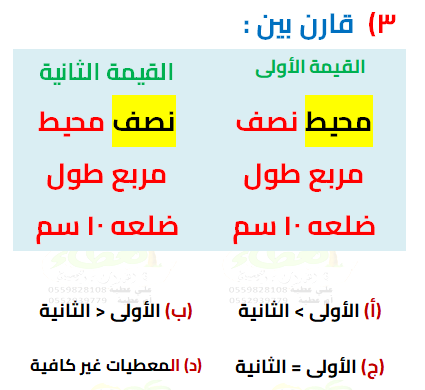 ٣) قارن بين :
القيمة الأولى
محيط نصف
مربع طول
ضلعه ١٠ سم
القيمة الثانية
نصف محيط
مربع طول
ضلعه ١٠ سم
(أ) الأولى < الثانية
(ب) الأولى > الثانية
(ج) الأولى = الثانية
(د) المعطيات غير كافية